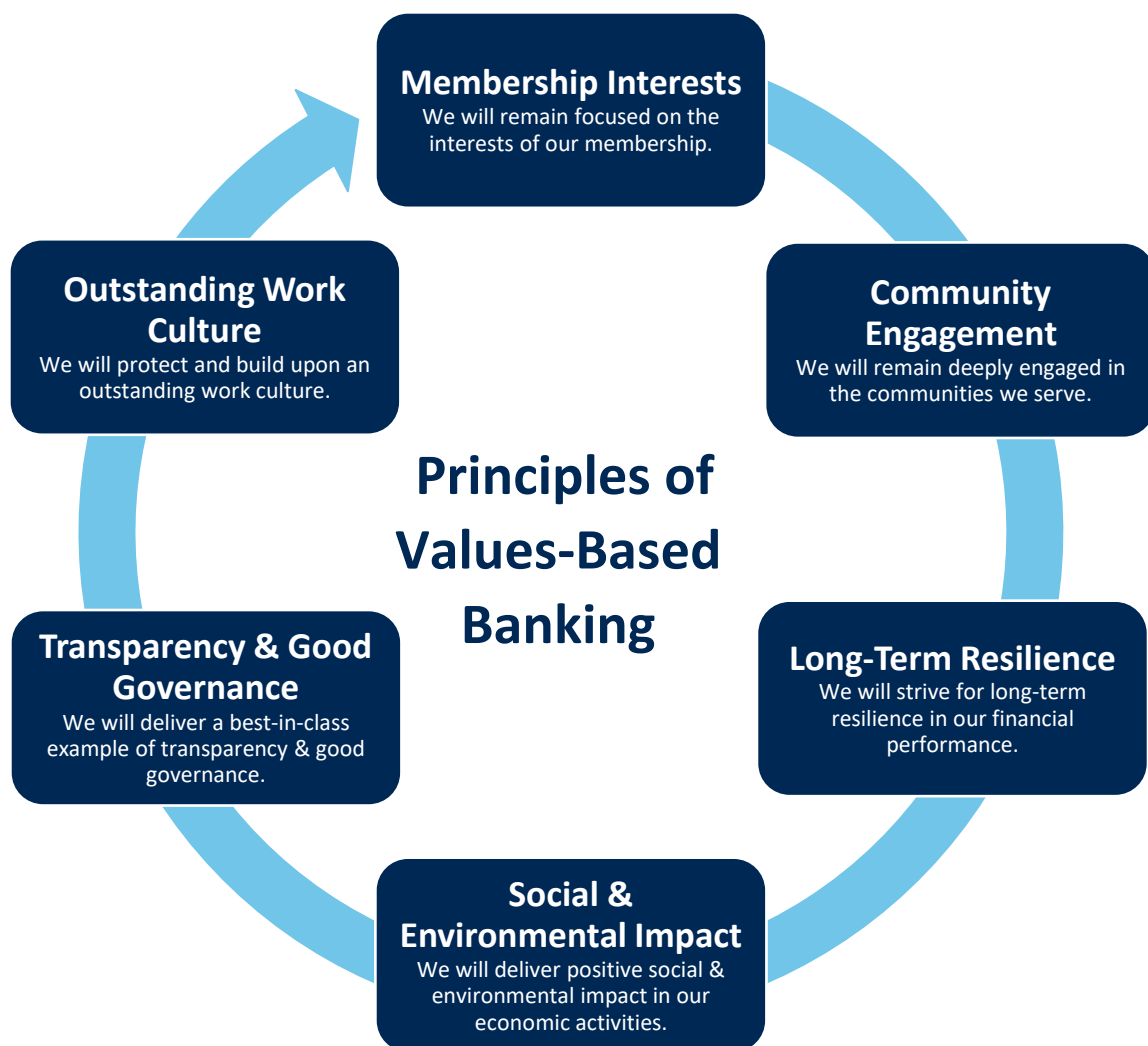 Membership Interests
We will remain focused on the
interests of our membership.
Community
Engagement
We will remain deeply engaged in
the communities we serve.
Long-Term Resilience
We will strive for long-term
resilience in our financial
performance.
Social &
Environmental Impact
We will deliver positive social &
environmental impact in our
economic activities.
Transparency & Good
Governance
We will deliver a best-in-class
example of transparency & good
governance.
Outstanding Work
Culture
We will protect and build upon an
outstanding work culture.
Principles of
Values-Based
Banking